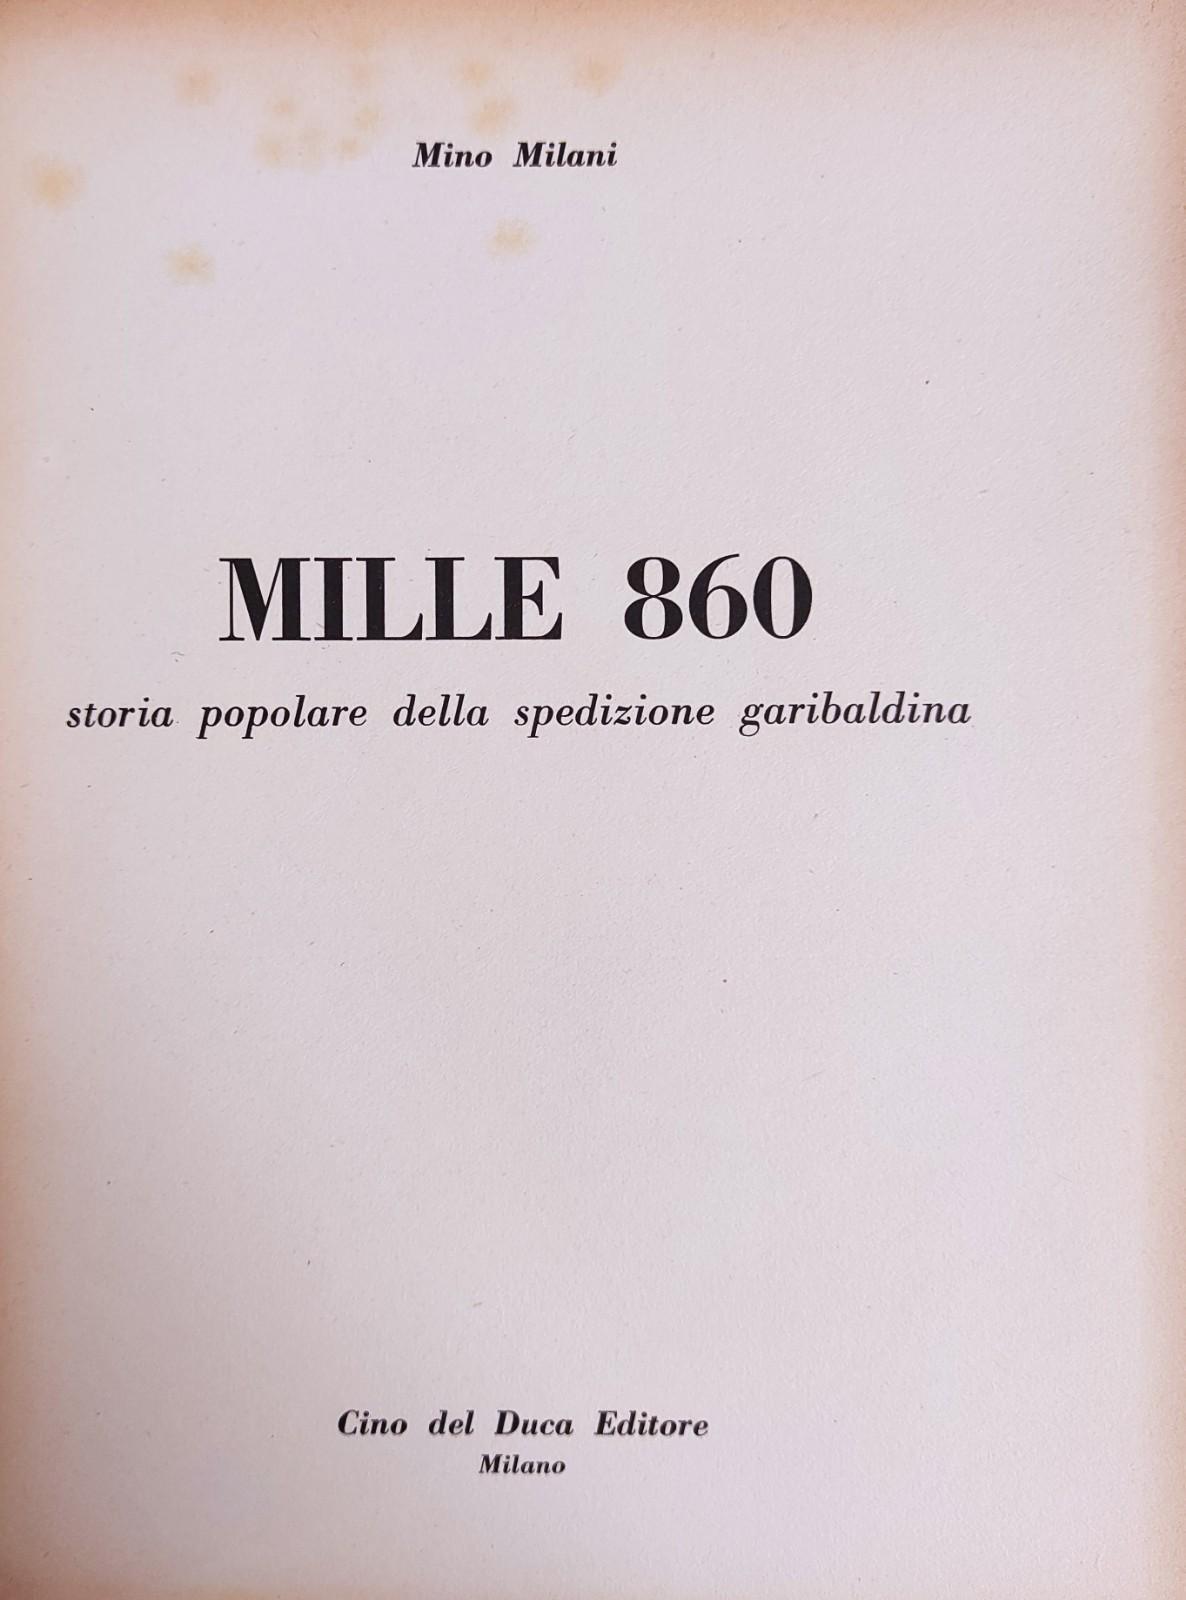 Mino Milani
MILLE 860
storia popolare della spedizione garibaldina
Cino del Duca Editore
Milano